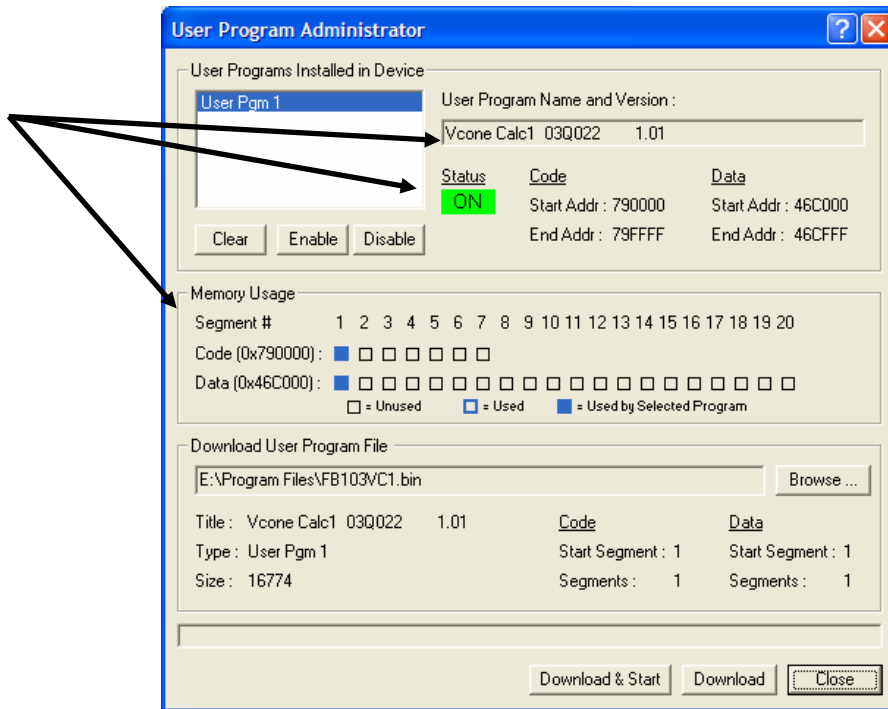 User Program Administrator
User Programs Installed in Device
User Pgm 1
User Program Name and Version :
Vcone Calc1 03Q022 1.01
Status Code Data
ON Start Addr : 790000 Start Addr : 46C000
Clear Enable Disable End Addr : 79FFFF End Addr : 46CFFF
Memory Usage
Segment # 1 2 3 4 5 6 7 8 9 10 11 12 13 14 15 16 17 18 19 20
Code (0x790000) :
Data (0x46C000) :
= Unused = Used = Used by Selected Program
Download User Program File
E:\Program Files\FB103VC1.bin Browse ...
Title : Vcone Calc1 03Q022 1.01 Code Data
Type : User Pgm 1 Start Segment : 1 Start Segment : 1
Size : 16774 Segments : 1 Segments : 1
Download & Start Download Close